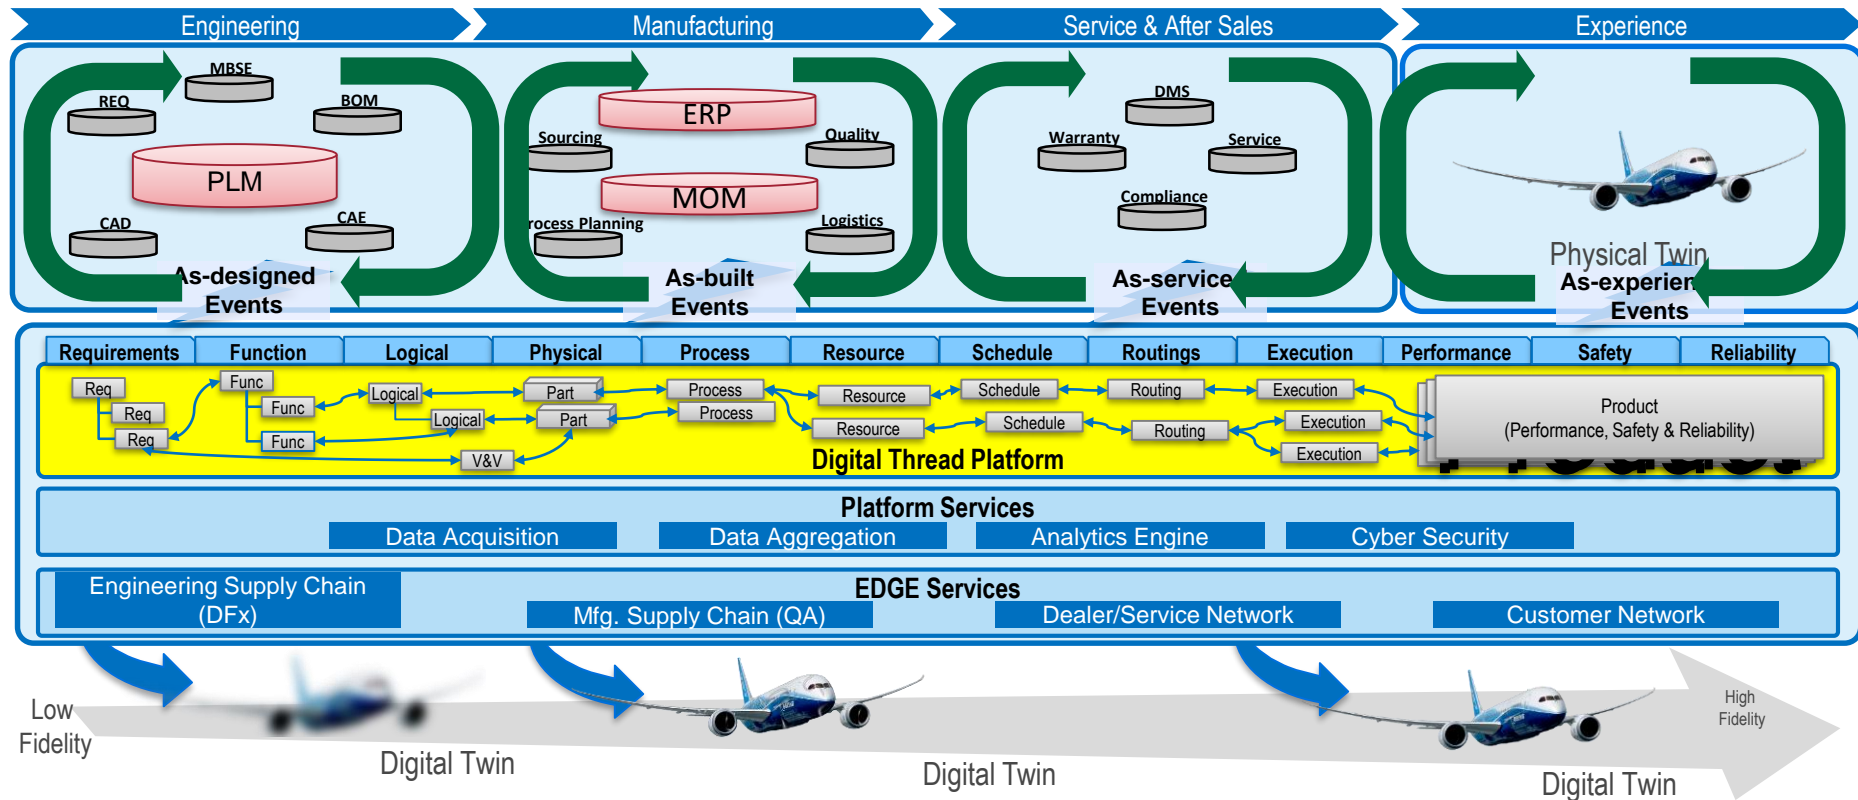 Engineering
Manufacturing
Service & After Sales
Experience
MBSE
REQ
BOM
PLM
CAD
CAE
As-designed
Events
ERP
Sourcing
Quality
MOM
Process Planning
Logistics
As-built
Events
DMS
Warranty
Service
Compliance
As-service
Events
Physical Twin
As-experien
Events
Requirements
Function
Logical
Physical
Process
Resource
Schedule
Routings
Execution
Performance
Safety
Reliability
Req
Req
Req
Func
Func
Func
Logical
Logical
V&V
Part
Part
Process
Process
Resource
Resource
Schedule
Schedule
Routing
Routing
Execution
Execution
Execution
Product
(Performance, Safety & Reliability)
Digital Thread Platform
Platform Services
Data Acquisition
Data Aggregation
Analytics Engine
Cyber Security
EDGE Services
Engineering Supply Chain
(DFx)
Mfg. Supply Chain (QA)
Dealer/Service Network
Customer Network
Low
Fidelity
Digital Twin
Digital Twin
Digital Twin
High
Fidelity